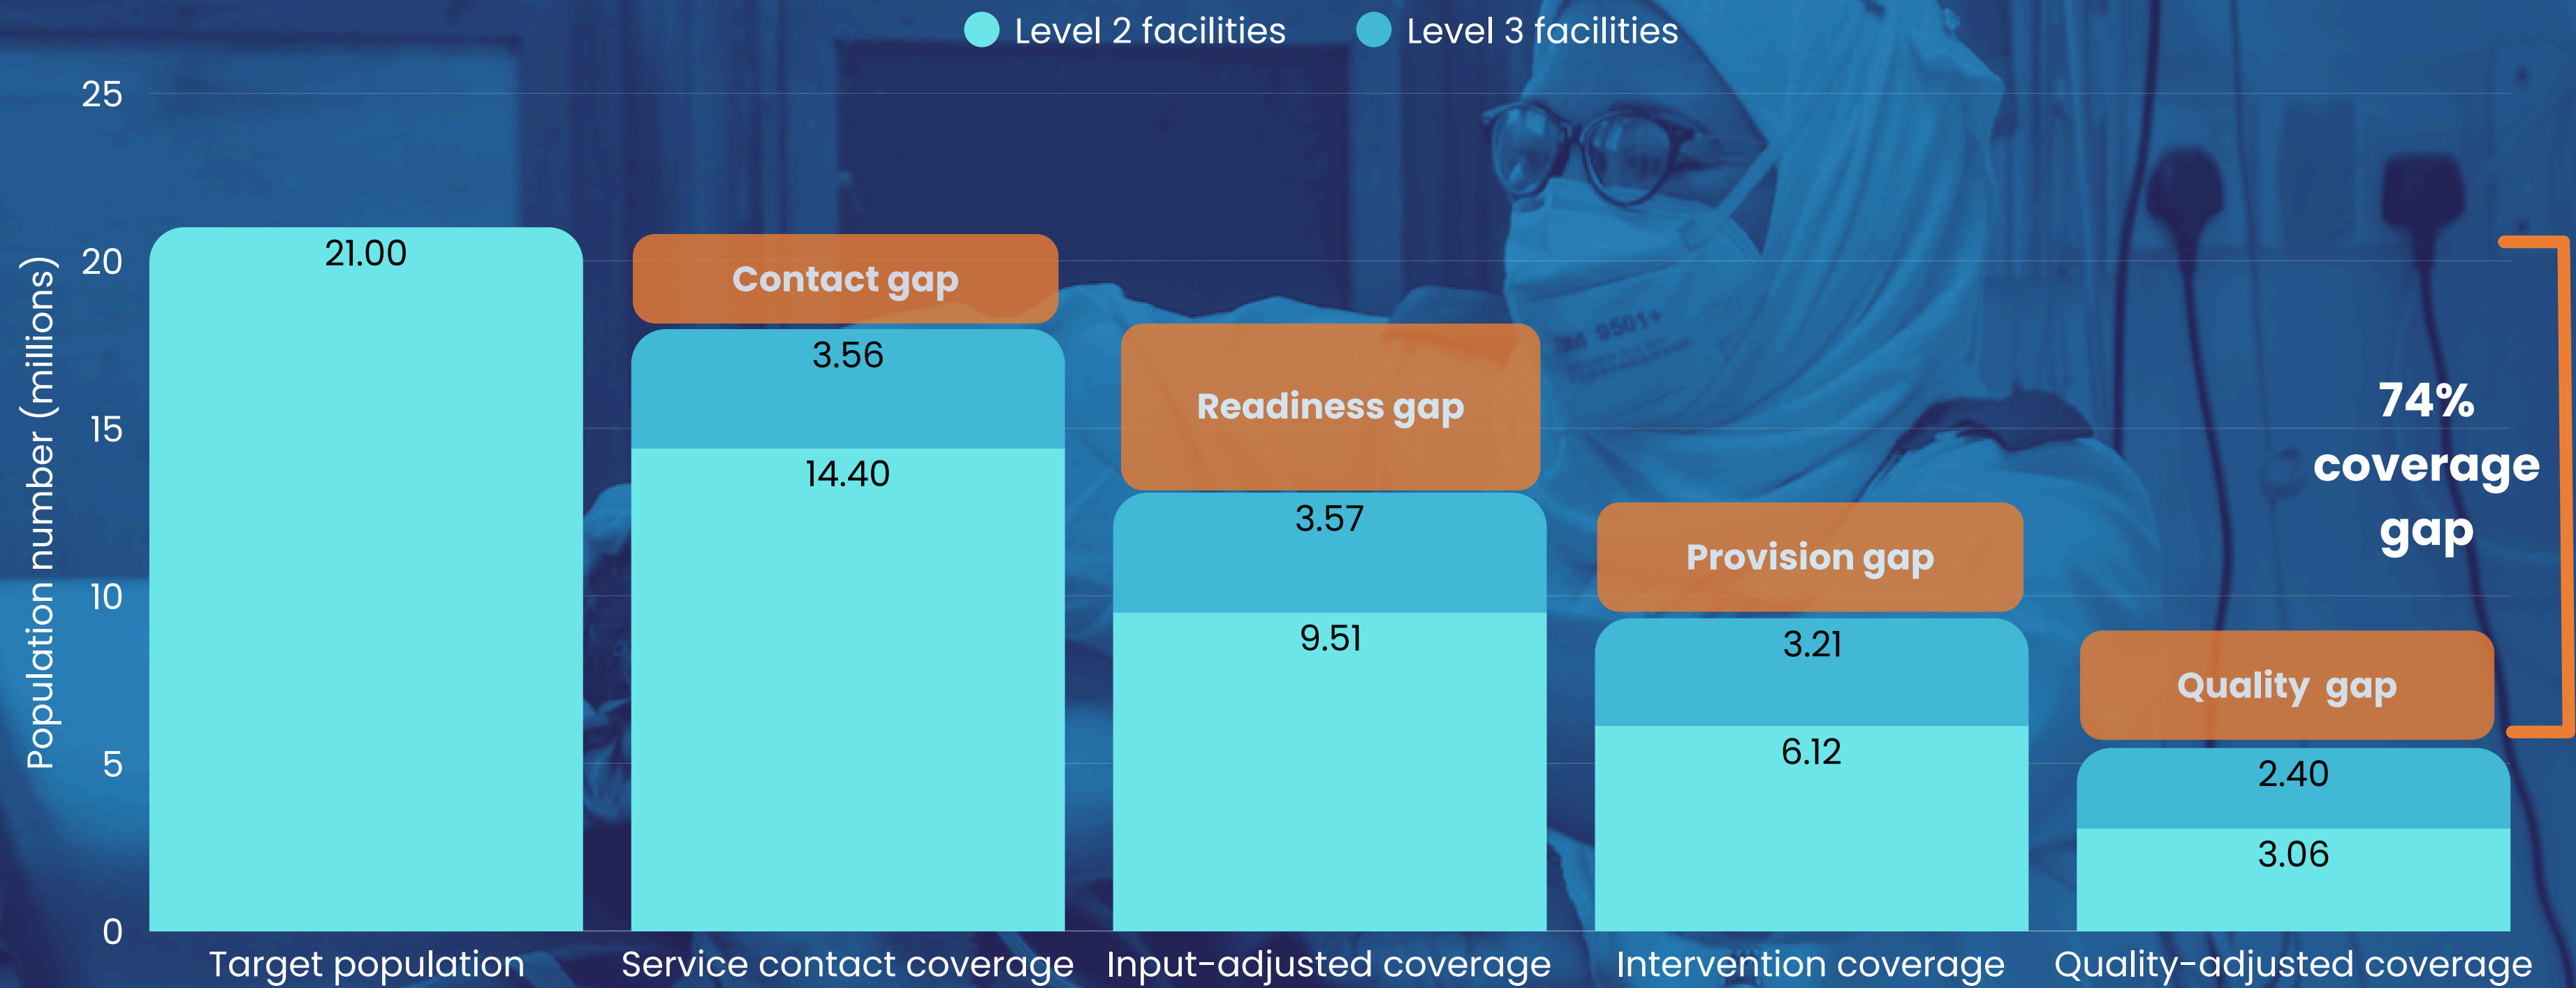 Level 2 facilities
Level 3 facilities
Population number (millions)
25
20
15
10
5
0
21.00
Contact gap
3.56
14.40
Readiness gap
3.57
9.51
Provision gap
3.21
6.12
Quality gap
2.40
3.06
74%
coverage
gap
3M 9501+
Target population
Service contact coverage
Input-adjusted coverage
Intervention coverage
Quality-adjusted coverage